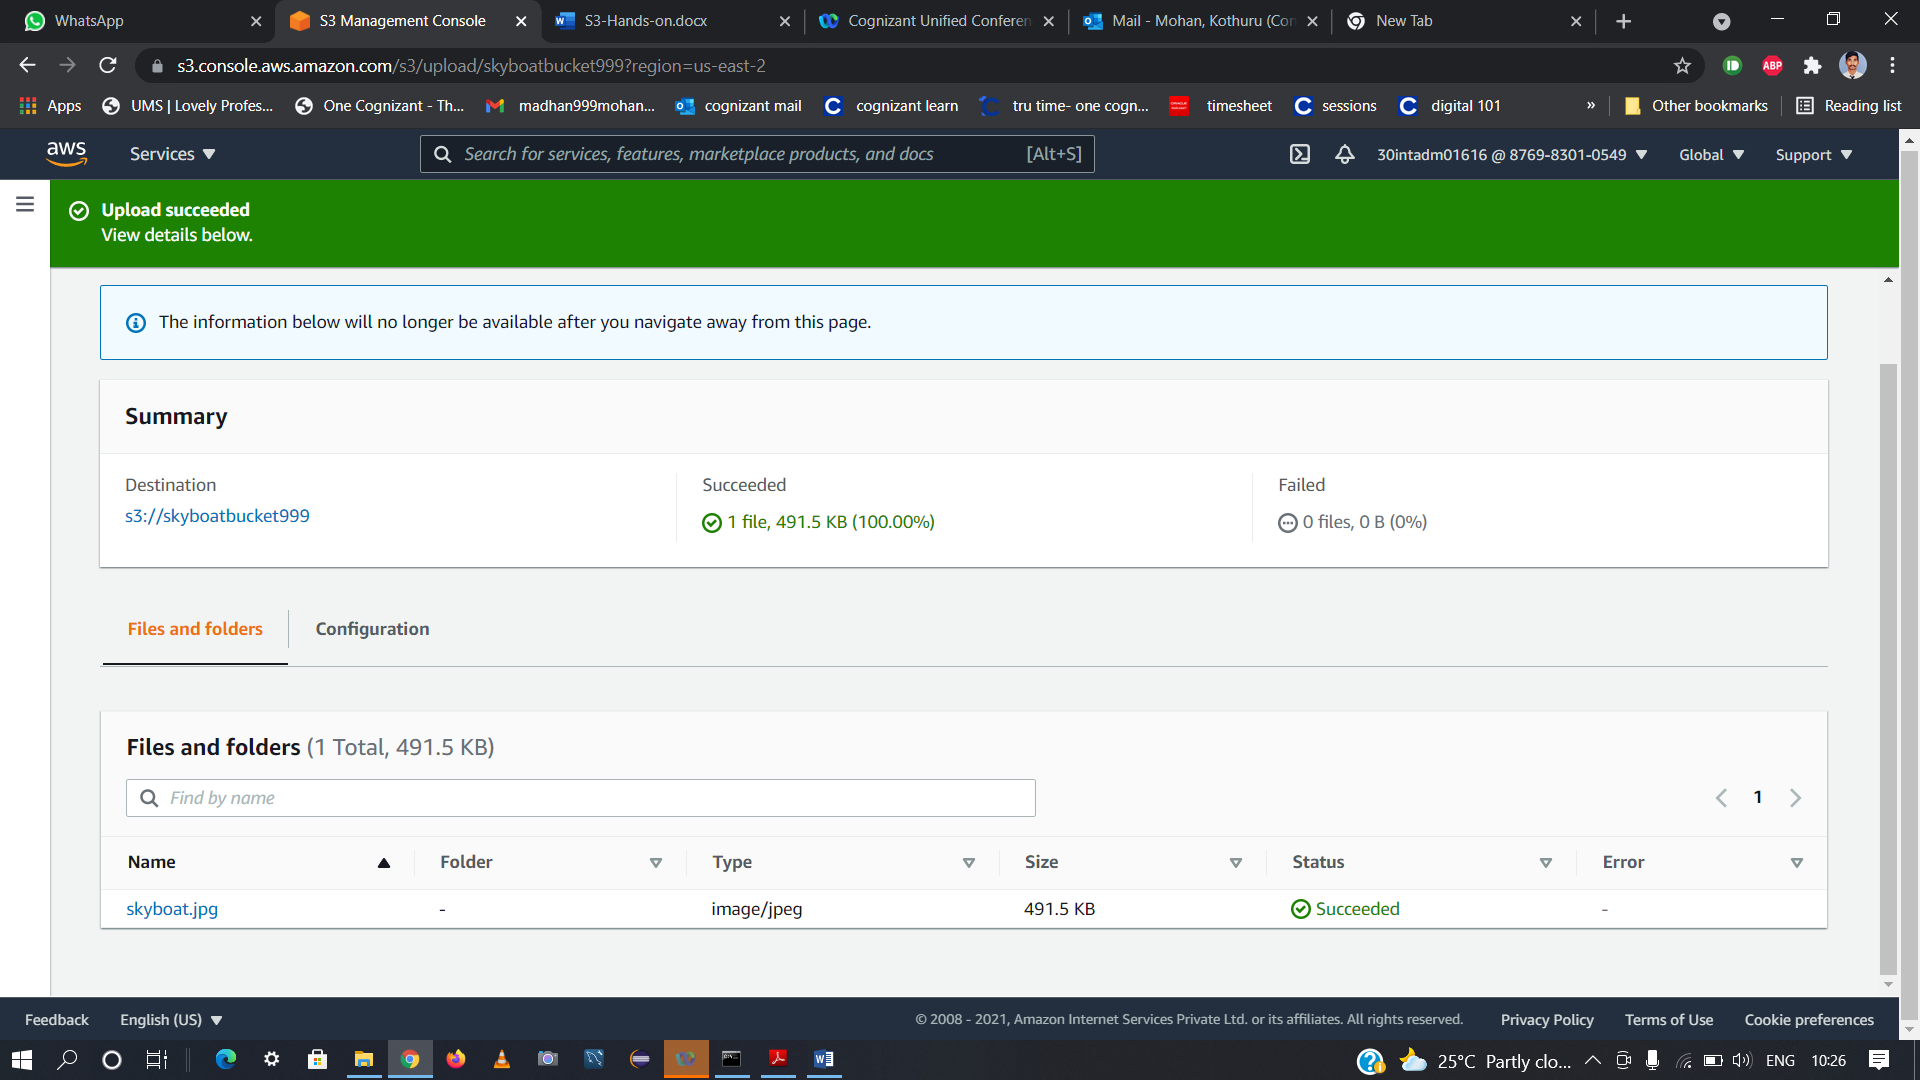 WhatsApp
S3 Management Console
S3-Hands-on.docx
Cognizant Unified Conferen
Mail - Mohan, Kothuru (Con
New Tab
s3.console.aws.amazon.com/s3/upload/skyboatbucket999?region=us-east-2
ABP
Apps
UMS | Lovely Profes...
One Cognizant - Th...
madhan999mohan...
cognizant mail
cognizant learn
tru time- one cogn...
timesheet
sessions
digital 101
»
Other bookmarks
Reading list
aws
Services
Search for services, features, marketplace products, and docs
[Alt+S]
30intadm01616 @ 8769-8301-0549
Global
Support
Upload succeeded
View details below.
The information below will no longer be available after you navigate away from this page.
Summary
Destination
Succeeded
Failed
s3://skyboatbucket999
1 file, 491.5 KB (100.00%)
0 files, 0 B (0%)
Files and folders
Configuration
Files and folders (1 Total, 491.5 KB)
Find by name
1
Name
Folder
Type
Size
Status
Error
skyboat.jpg
-
image/jpeg
491.5 KB
Succeeded
-
Feedback
English (US)
© 2008 - 2021, Amazon Internet Services Private Ltd. or its affiliates. All rights reserved.
Privacy Policy
Terms of Use
Cookie preferences
25°C Partly clo...
ENG
10:26